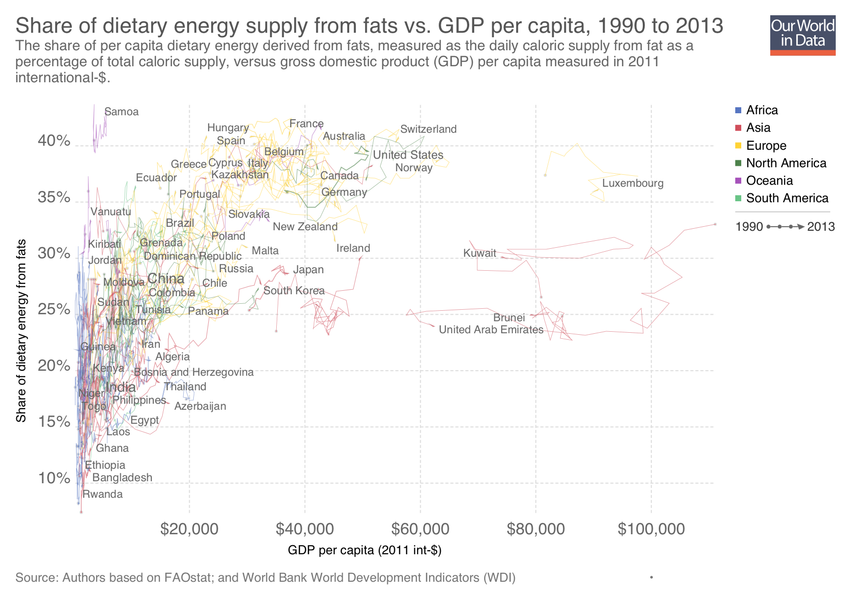 Share of dietary energy supply from fats vs. GDP per capita, 1990 to 2013
Our World
in Data
The share of per capita dietary energy derived from fats, measured as the daily caloric supply from fat as a
percentage of total caloric supply, versus gross domestic product (GDP) per capita measured in 2011
international-$.
Samoa
Africa
Asia
Europe
North America
Oceania
South America
1990
2013
40%
35%
30%
25%
20%
15%
10%
Share of dietary energy from fats
Hungary
France
Switzerland
Spain
Australia
Belgium
United States
Greece
Cyprus
Italy
Norway
Kazakhstan
Canada
Ecuador
Germany
Luxembourg
Portugal
Vanuatu
Slovakia
Brazil
New Zealand
Poland
Kiribati
Grenada
Ireland
Malta
Kuwait
Jordan
Dominican Republic
Russia
Japan
Moldova
China
Chile
Colombia
South Korea
Sudan
Tunisia
Panama
Vietnam
Brunei
United Arab Emirates
Guinea
Iran
Algeria
Kenya
Bosnia and Herzegovina
India
Thailand
Niger
Philippines
Togo
Azerbaijan
Egypt
Laos
Ghana
Ethiopia
Bangladesh
Rwanda
$20,000
$40,000
$60,000
$80,000
$100,000
GDP per capita (2011 int-$)
Source: Authors based on FAOstat; and World Bank World Development Indicators (WDI)